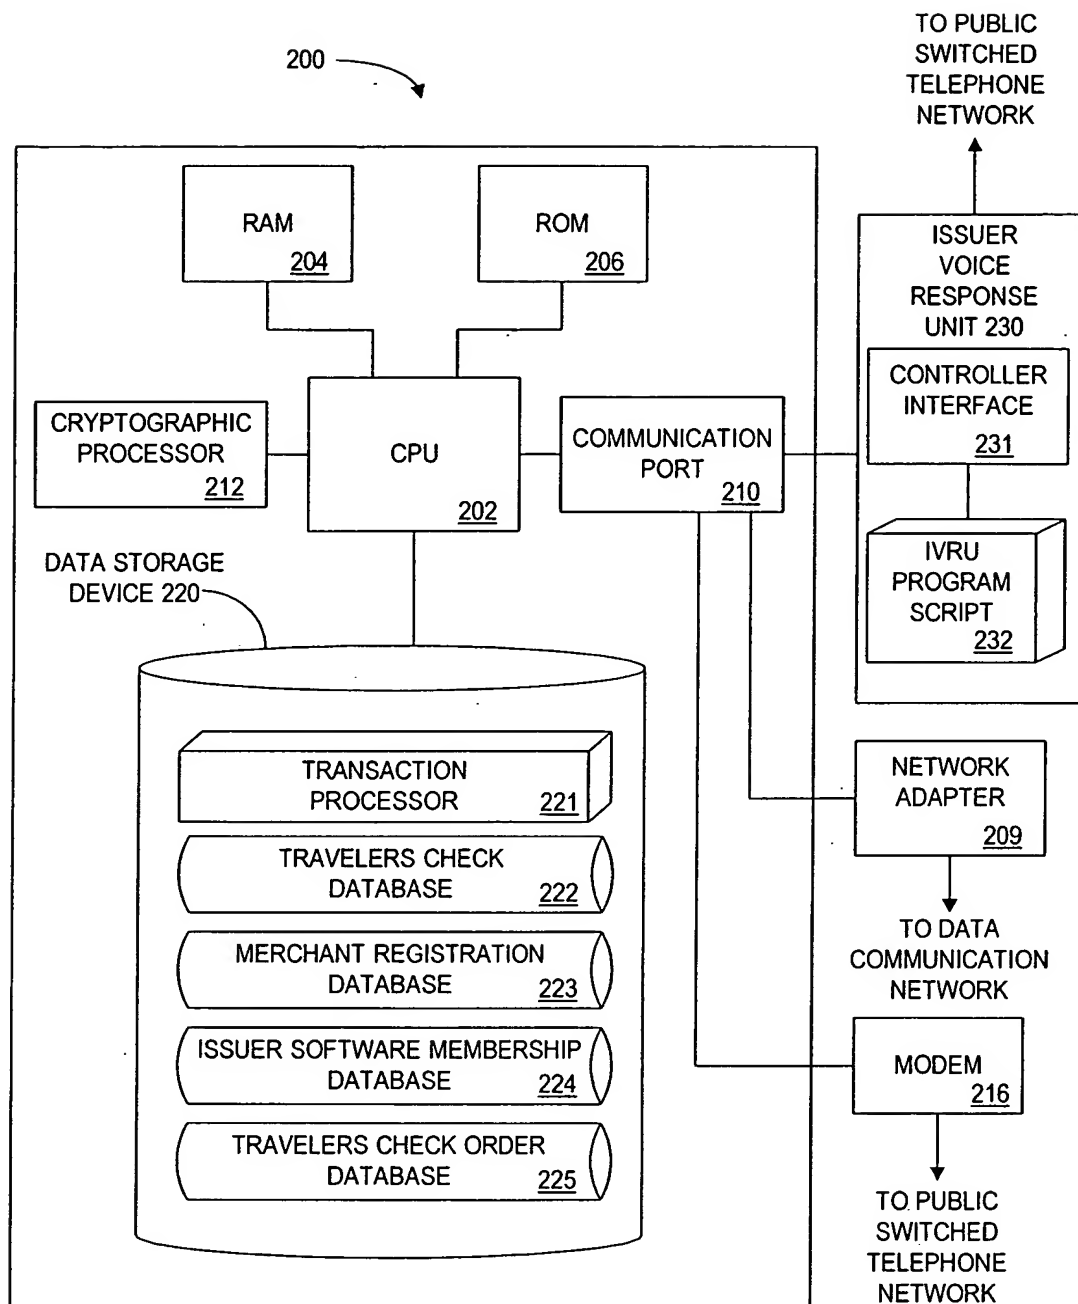 TO PUBLIC
SWITCHED
TELEPHONE
NETWORK
200
RAM
204
ROM
206
ISSUER
VOICE
RESPONSE
UNIT 230
CONTROLLER
INTERFACE
231
CRYPTOGRAPHIC
PROCESSOR
212
CPU
202
COMMUNICATION
PORT
210
IVRU
PROGRAM
SCRIPT
232
DATA STORAGE
DEVICE 220
TRANSACTION
PROCESSOR
221
NETWORK
ADAPTER
209
TRAVELERS CHECK
DATABASE
222
TO DATA
COMMUNICATION
NETWORK
MERCHANT REGISTRATION
DATABASE
223
ISSUER SOFTWARE MEMBERSHIP
DATABASE
224
MODEM
216
TRAVELERS CHECK ORDER
DATABASE
225
TO PUBLIC
SWITCHED
TELEPHONE
NETWORK